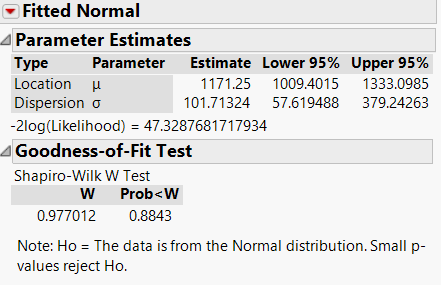 Fitted Normal
Parameter Estimates
Type Parameter Estimate Lower 95% Upper 95%
Location μ 1171.25 1009.4015 1333.0985
Dispersion σ 101.71324 57.619488 379.24263
-2log(Likelihood) = 47.3287681717934
Goodness-of-Fit Test
Shapiro-Wilk W Test
W Prob<W
0.977012 0.8843
Note: Ho = The data is from the Normal distribution. Small p-
values reject Ho.